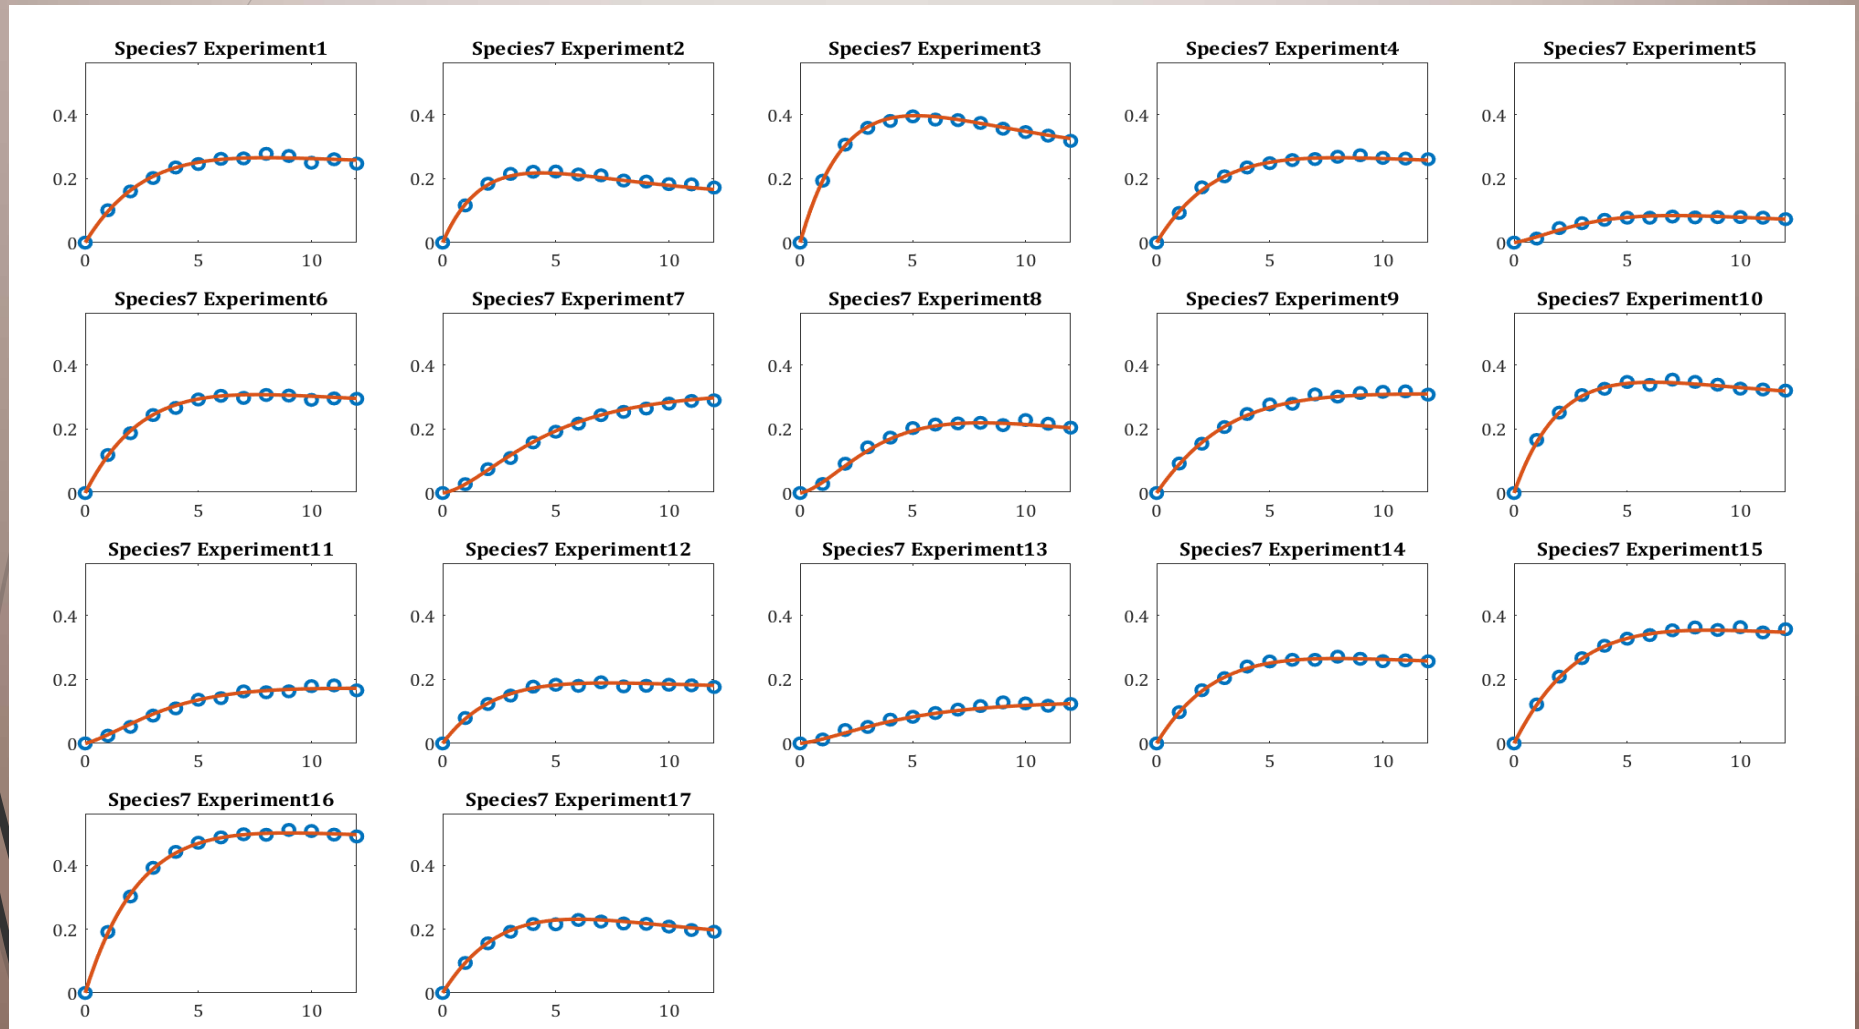 Species7 Experiment1 Species7 Experiment2 Species7 Experiment3 Species7 Experiment4 Species7 Experiment5
0.4 0.4 0.4 0.4 0.4
0.2 0.2 0.2 0.2 0.2
0 0 0 0 0
0 5 10 0 5 10 0 5 10 0 5 10 0 5 10
Species7 Experiment6 Species7 Experiment7 Species7 Experiment8 Species7 Experiment9 Species7 Experiment10
0.4 0.4 0.4 0.4 0.4
0.2 0.2 0.2 0.2 0.2
0 0 0 0 0
0 5 10 0 5 10 0 5 10 0 5 10 0 5 10
Species7 Experiment11 Species7 Experiment12 Species7 Experiment13 Species7 Experiment14 Species7 Experiment15
0.4 0.4 0.4 0.4 0.4
0.2 0.2 0.2 0.2 0.2
0 0 0 0 0
0 5 10 0 5 10 0 5 10 0 5 10 0 5 10
Species7 Experiment16 Species7 Experiment17
0.4 0.4
0.2 0.2
0 0
0 5 10 0 5 10